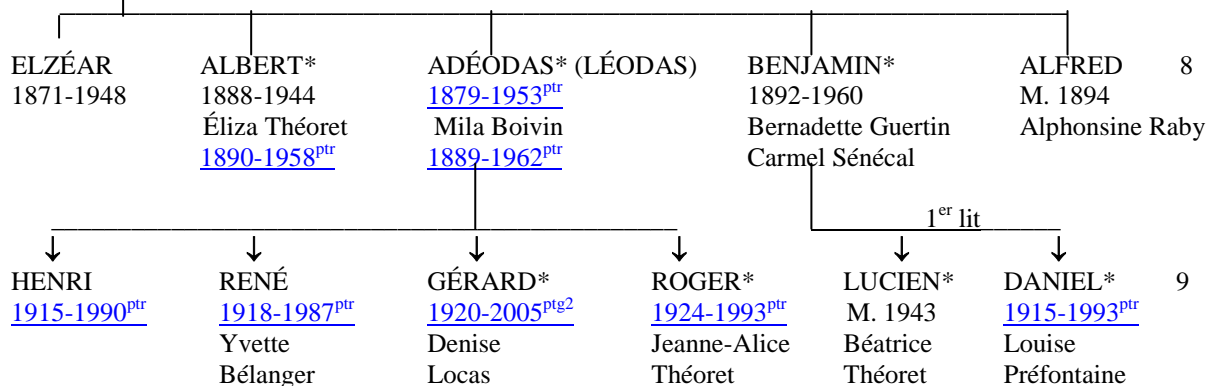 ELZÉAR ALBERT* ADÉODAS* (LÉODAS) BENJAMIN* ALFRED 8
1871-1948 1888-1944 1879-1953ptr 1892-1960 M. 1894
Éliza Théoret Mila Boivin Bernadette Guertin Alphonsine Raby
1890-1958ptr 1889-1962ptr Carmel Sénécal
1er lit
HENRI RENÉ GÉRARD* ROGER* LUCIEN* DANIEL* 9
1915-1990ptr 1918-1987ptr 1920-2005ptg2 1924-1993ptr M. 1943 1915-1993ptr
Yvette Denise Jeanne-Alice Béatrice Louise
Bélanger Locas Théoret Théoret Préfontaine